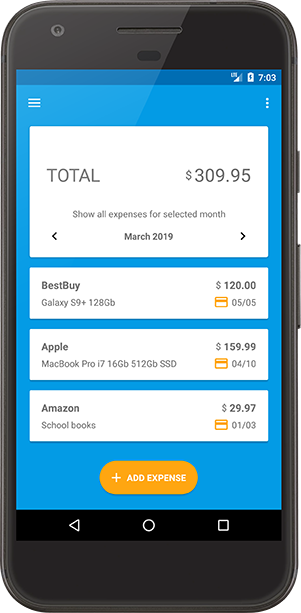 LTE 7:03
TOTAL $ 309.95
Show all expenses for selected month
March 2019
BestBuy $ 120.00
Galaxy S9+ 128Gb 05/05
Apple $ 159.99
MacBook Pro i7 16Gb 512Gb SSD 04/10
Amazon $ 29.97
School books 01/03
+ ADD EXPENSE